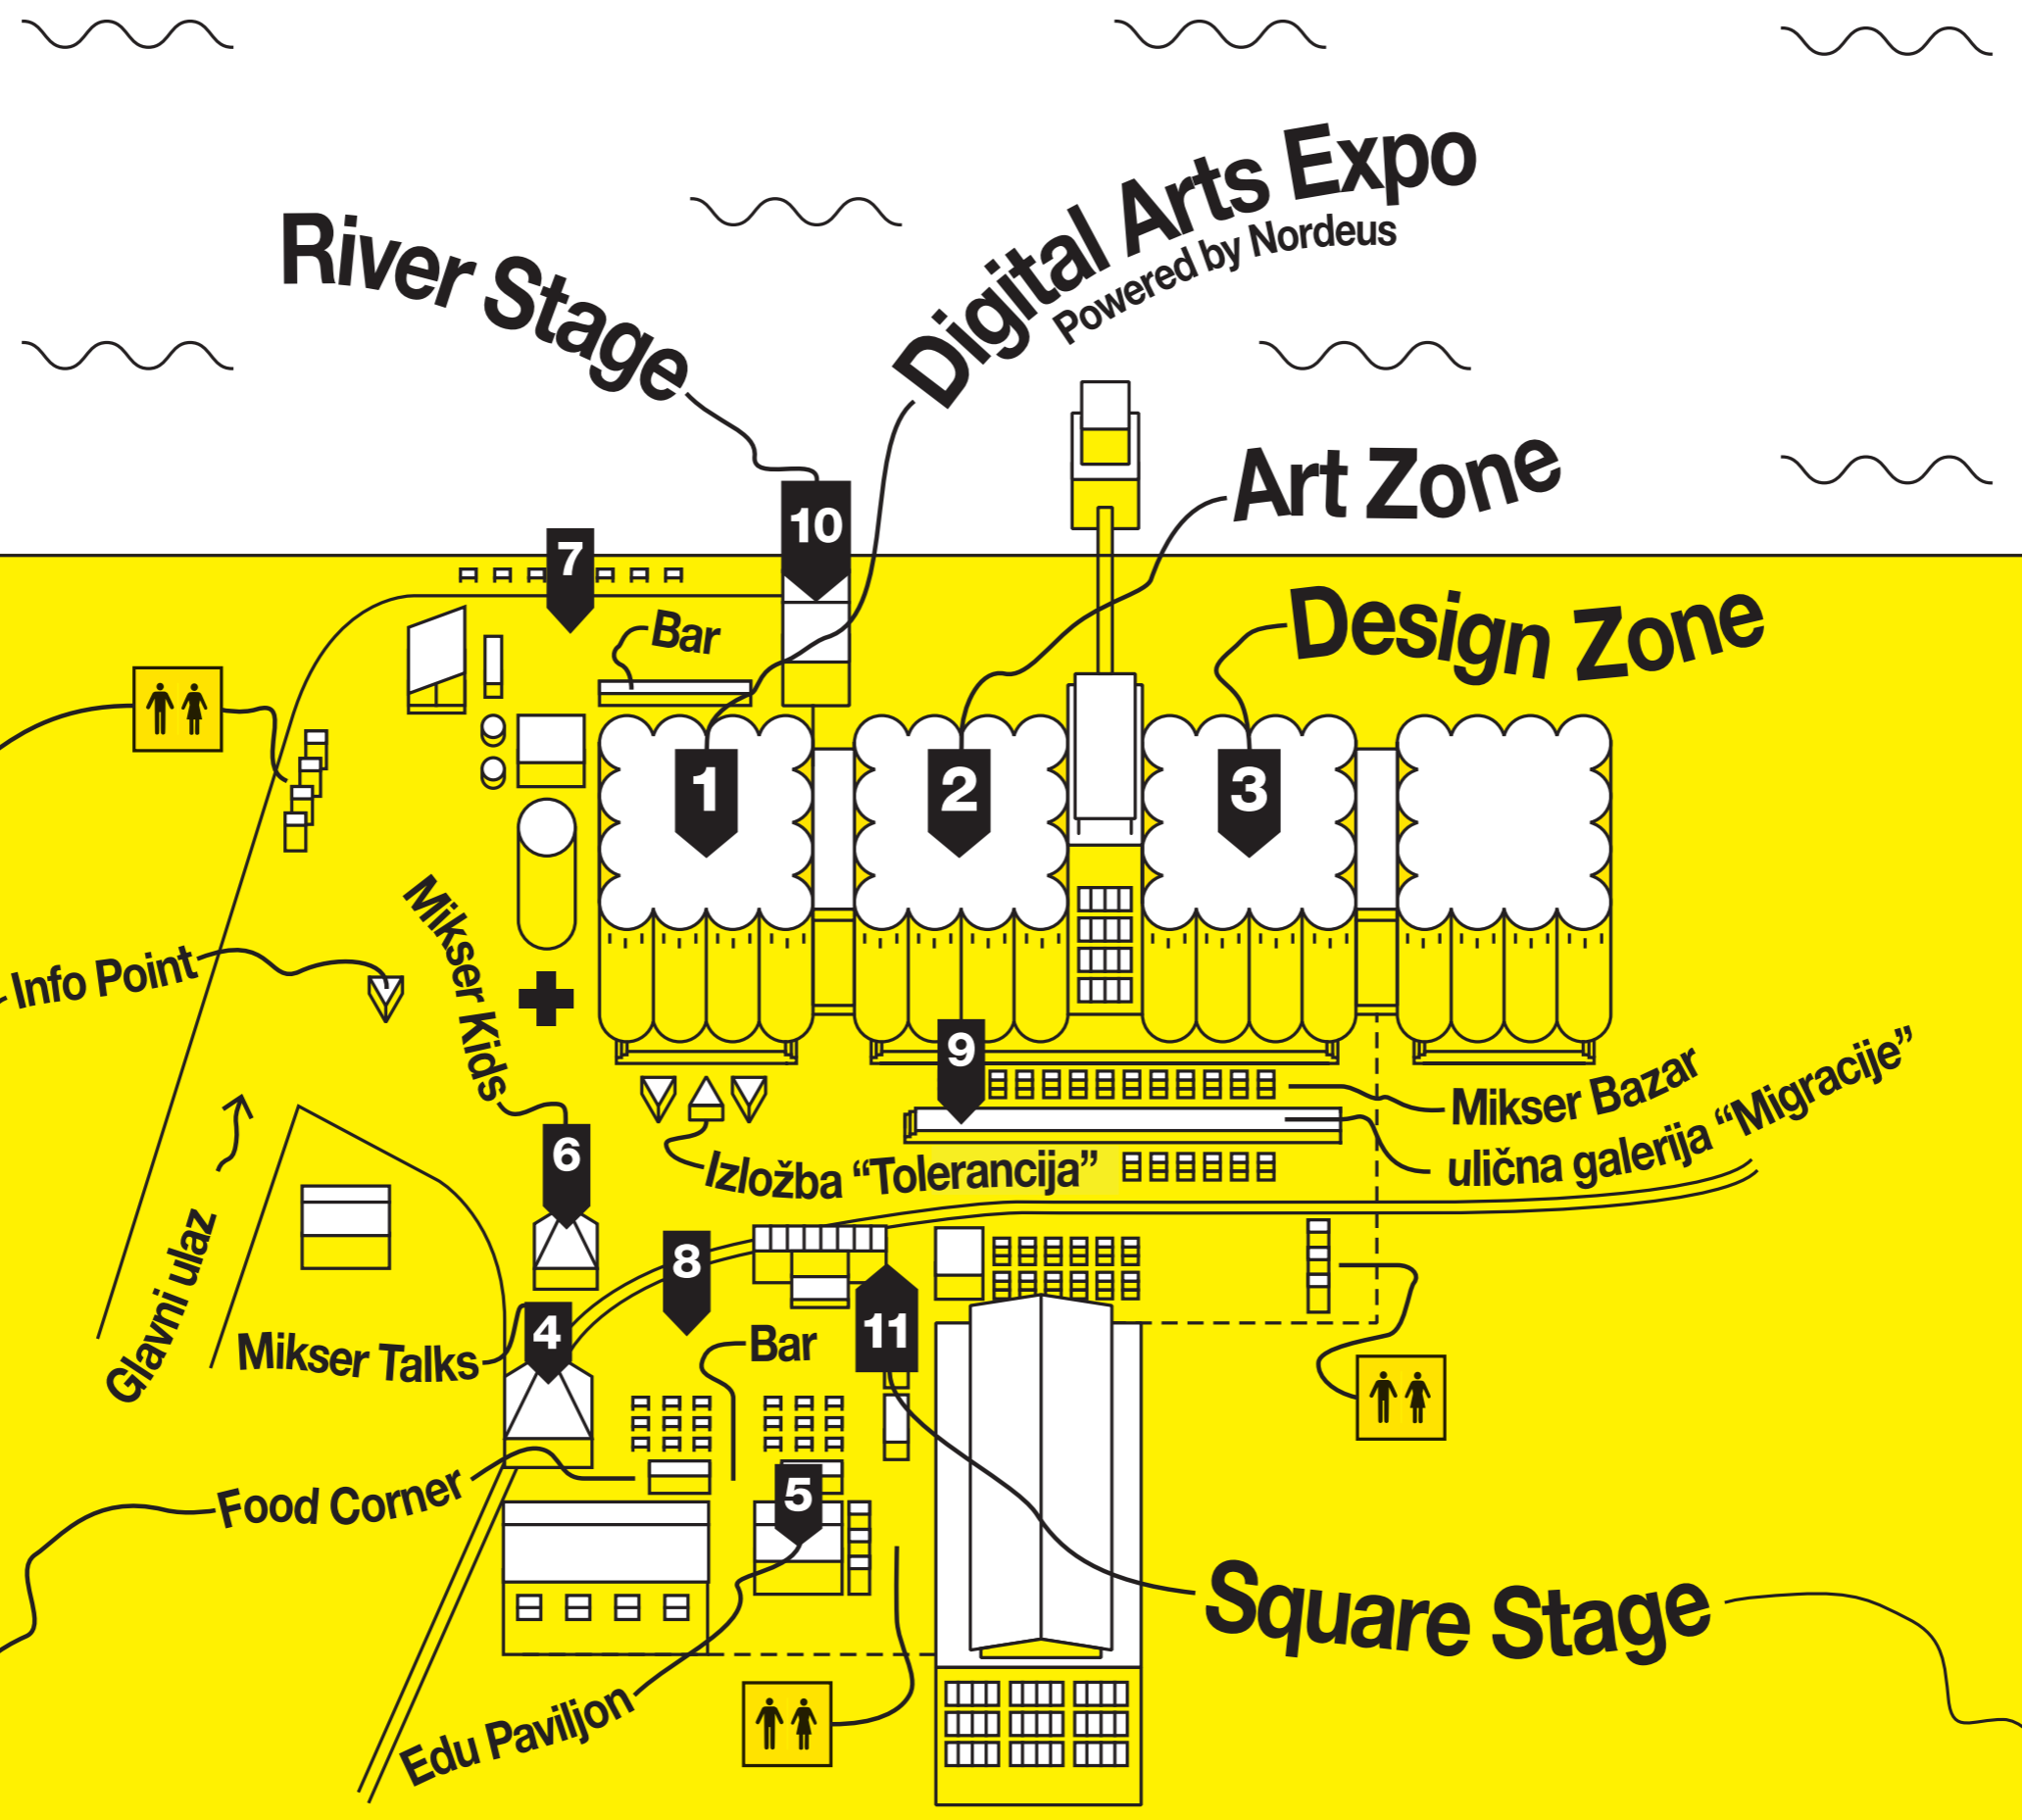 River Stage
Digital Arts Expo
Powered by Nordeus
Art Zone
10
7
Design Zone
Bar
1
2
3
Mikser Kids
Info Point
9
Mikser Bazar
ulična galerija “Migracije”
6
Izložba “Tolerancija”
Glavni ulaz
8
4
11
Mikser Talks
Bar
Food Corner
5
Square Stage
Edu Paviljon